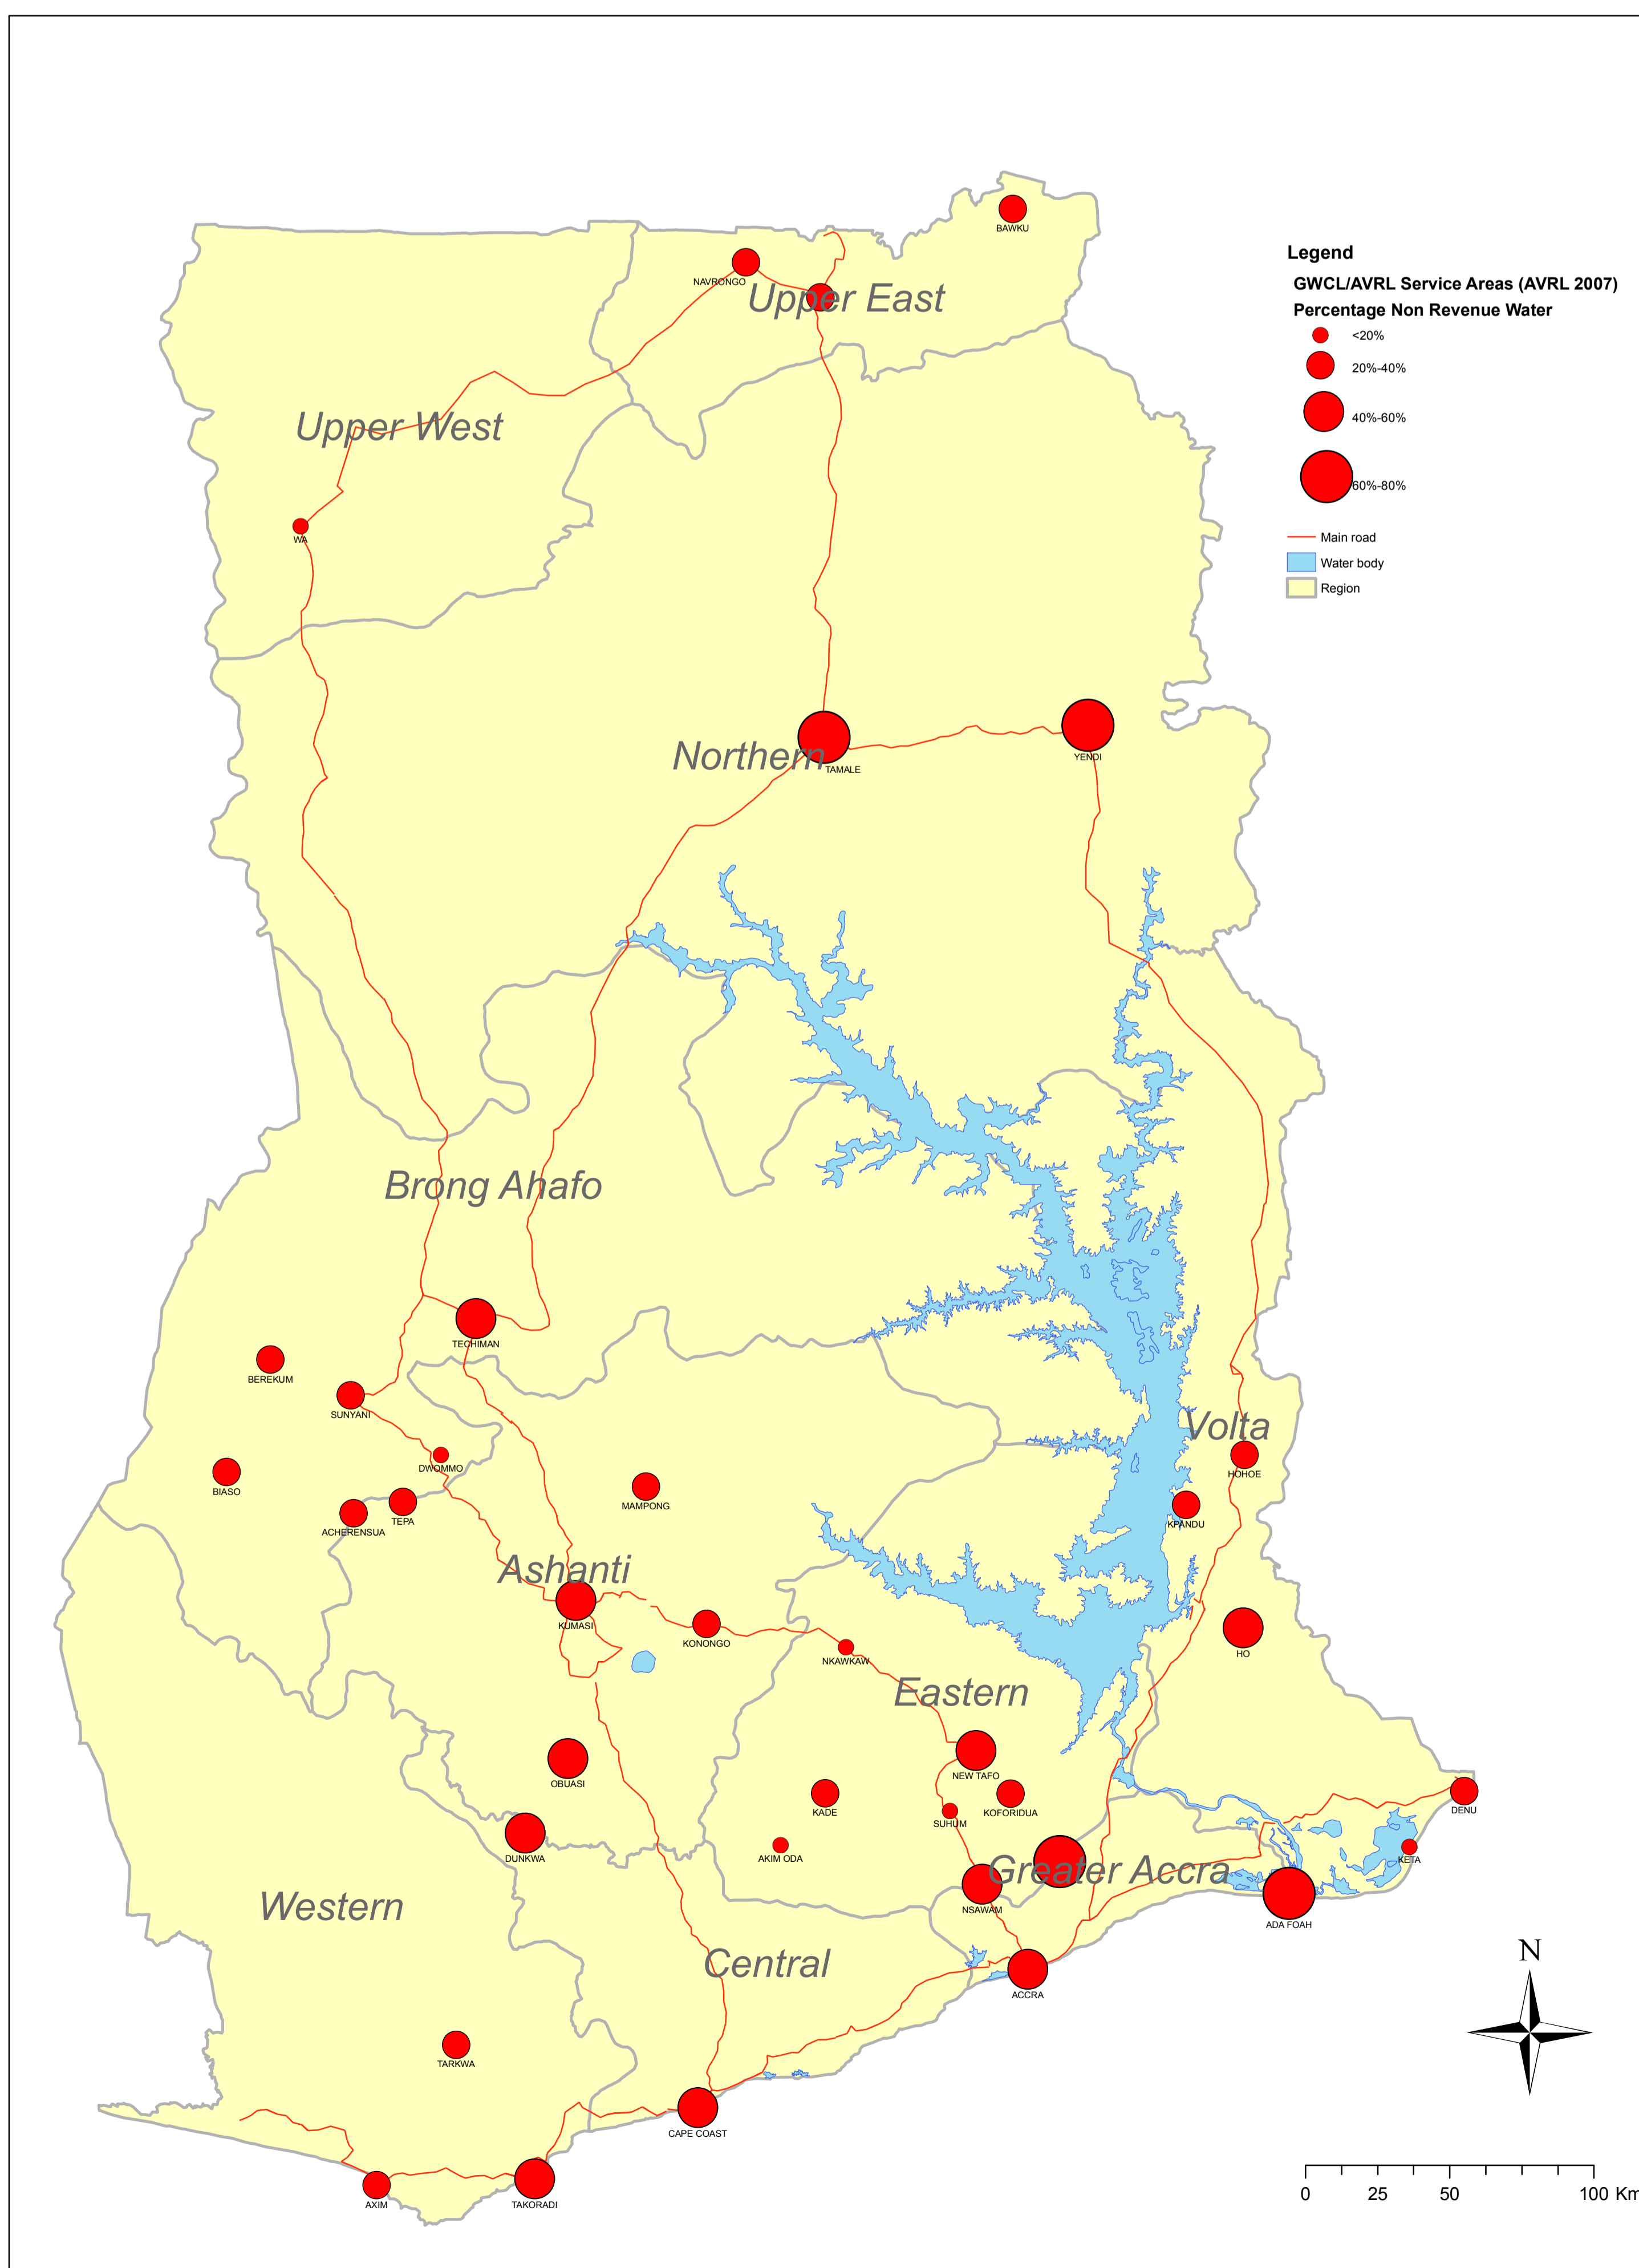 BAWKU
NAVRONGO
Upper East
Legend
GWCL/AVRL Service Areas (AVRL 2007)
Percentage Non Revenue Water
<20%
20%-40%
40%-60%
60%-80%
Main road
Water body
Region
Upper West
WA
Northern
TAMALE
YENDI
Brong Ahafo
TECHIMAN
BEREKUM
SUNYANI
Volta
DWOMMO
HOHOE
BIASO
MAMPONG
TEPA
ACHERENSUA
KPANDU
Ashanti
KUMASI
KONONGO
NKAWKAW
HO
Eastern
NEW TAFO
OBUASI
KADE
KOFORIDUA
SUHUM
DENU
DUNKWA
AKIM ODA
KETA
Greater Accra
NSAWAM
ADA FOAH
Western
Central
ACCRA
N
TARKWA
CAPE COAST
AXIM
TAKORADI
0 25 50 100 Km